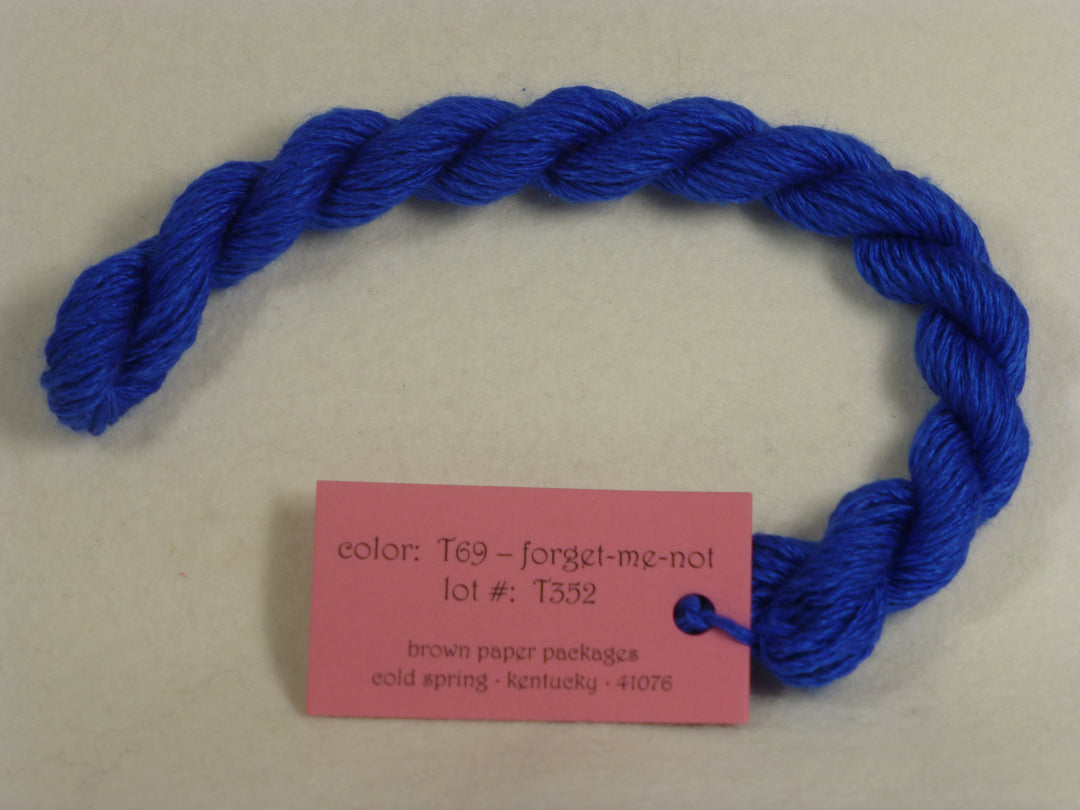 color: T69 – forget-me-not
lot #: T352
brown paper packages
cold spring · kentucky · 41076